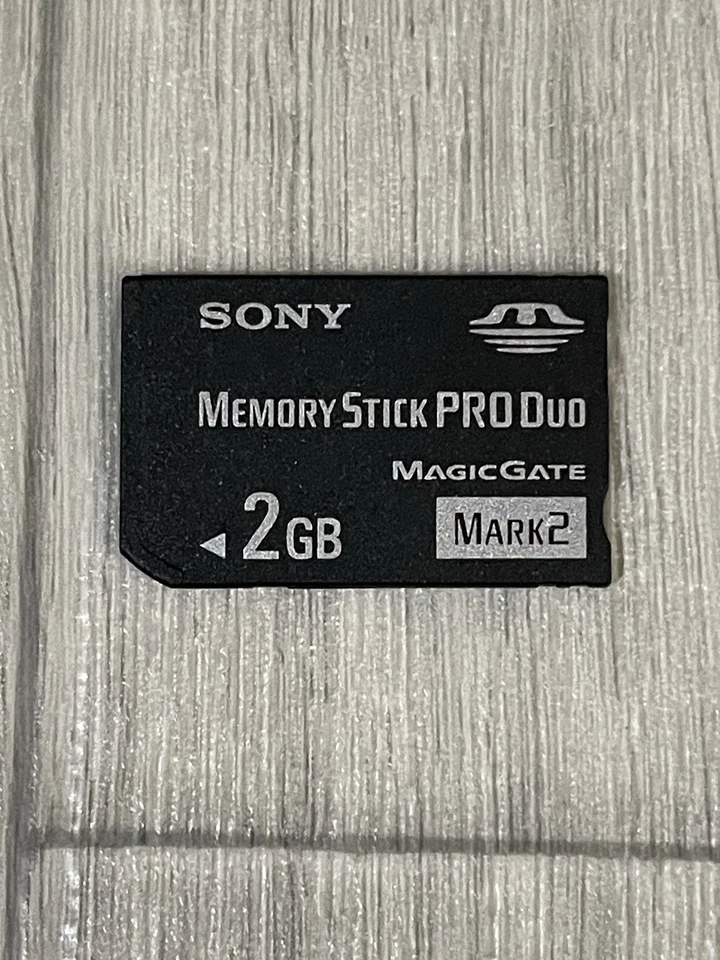 SONY
MEMORY STICK PRO DUO
MAGICGATE
2GB
MARK2